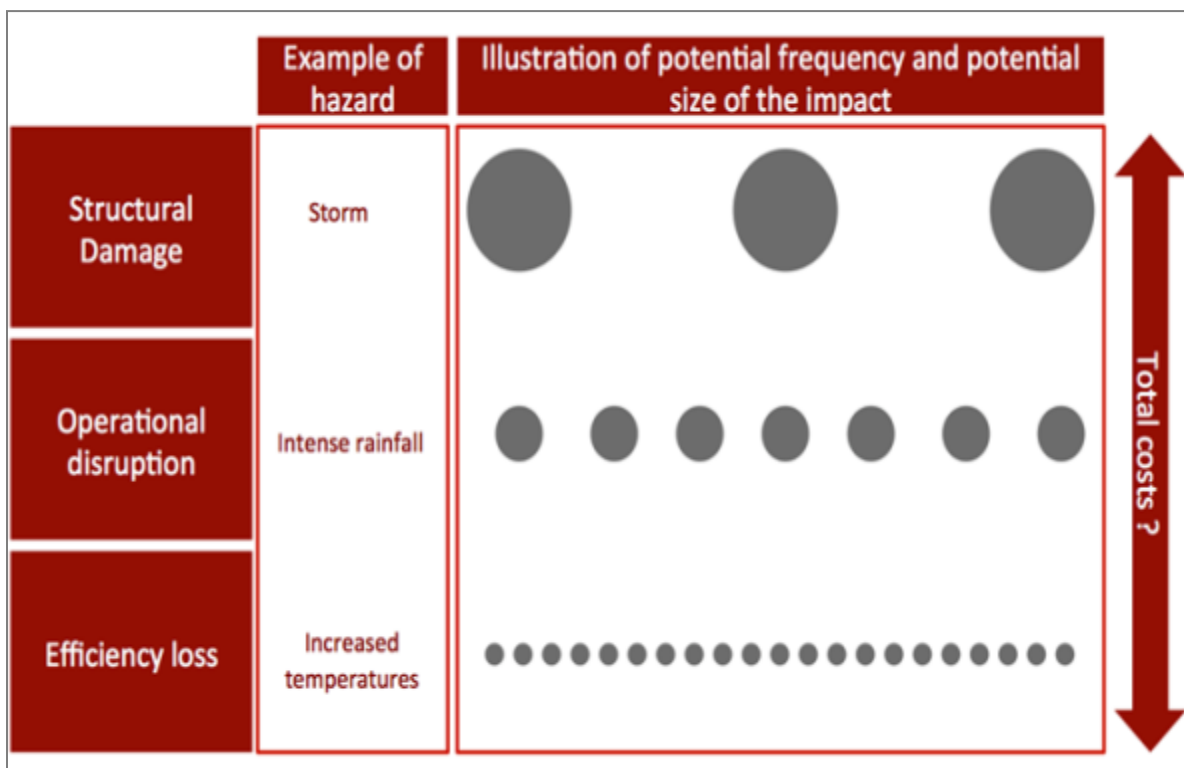 Example of
hazard
Illustration of potential frequency and potential
size of the impact
Structural
Damage
Storm
Operational
disruption
Intense rainfall
Efficiency loss
Increased
temperatures
Total costs ?